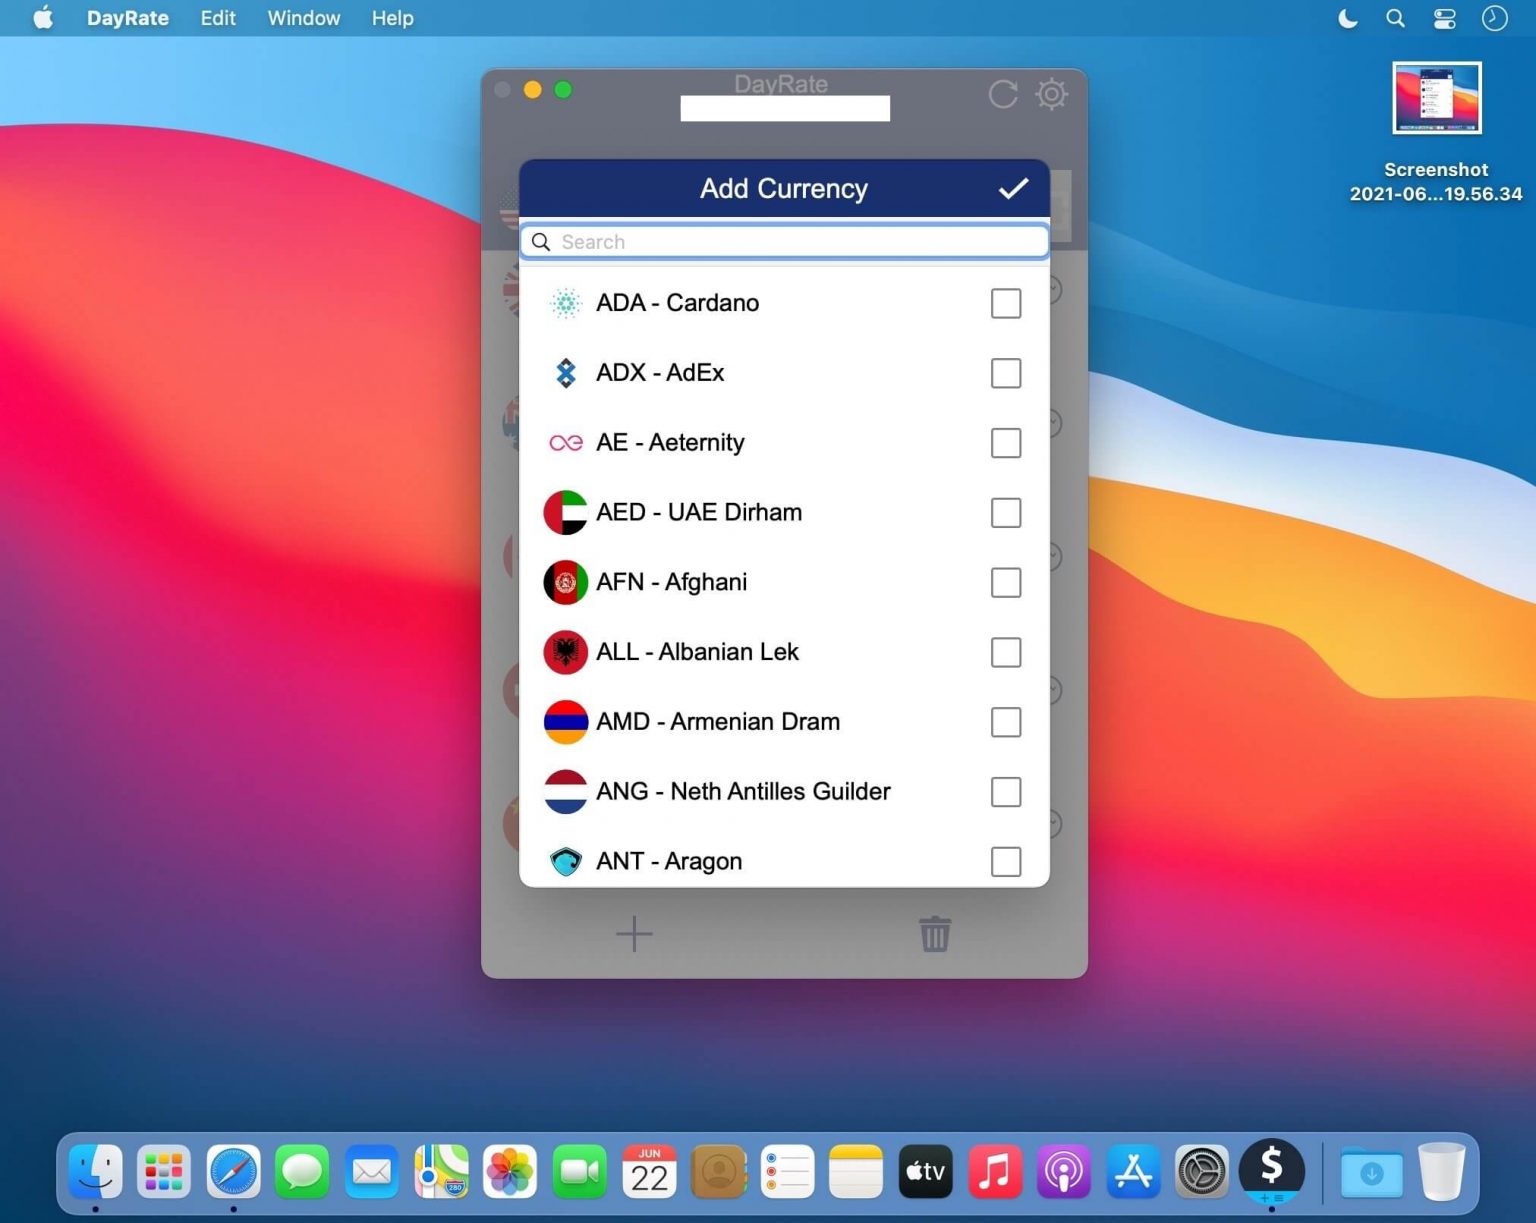 DayRate Edit Window Help
DayRate
Screenshot
2021-06...19.56.34
Add Currency
Search
ADA - Cardano
ADX - AdEx
AE - Aeternity
AED - UAE Dirham
AFN - Afghani
ALL - Albanian Lek
AMD - Armenian Dram
ANG - Neth Antilles Guilder
ANT - Aragon
JUN
22
280
tv
$